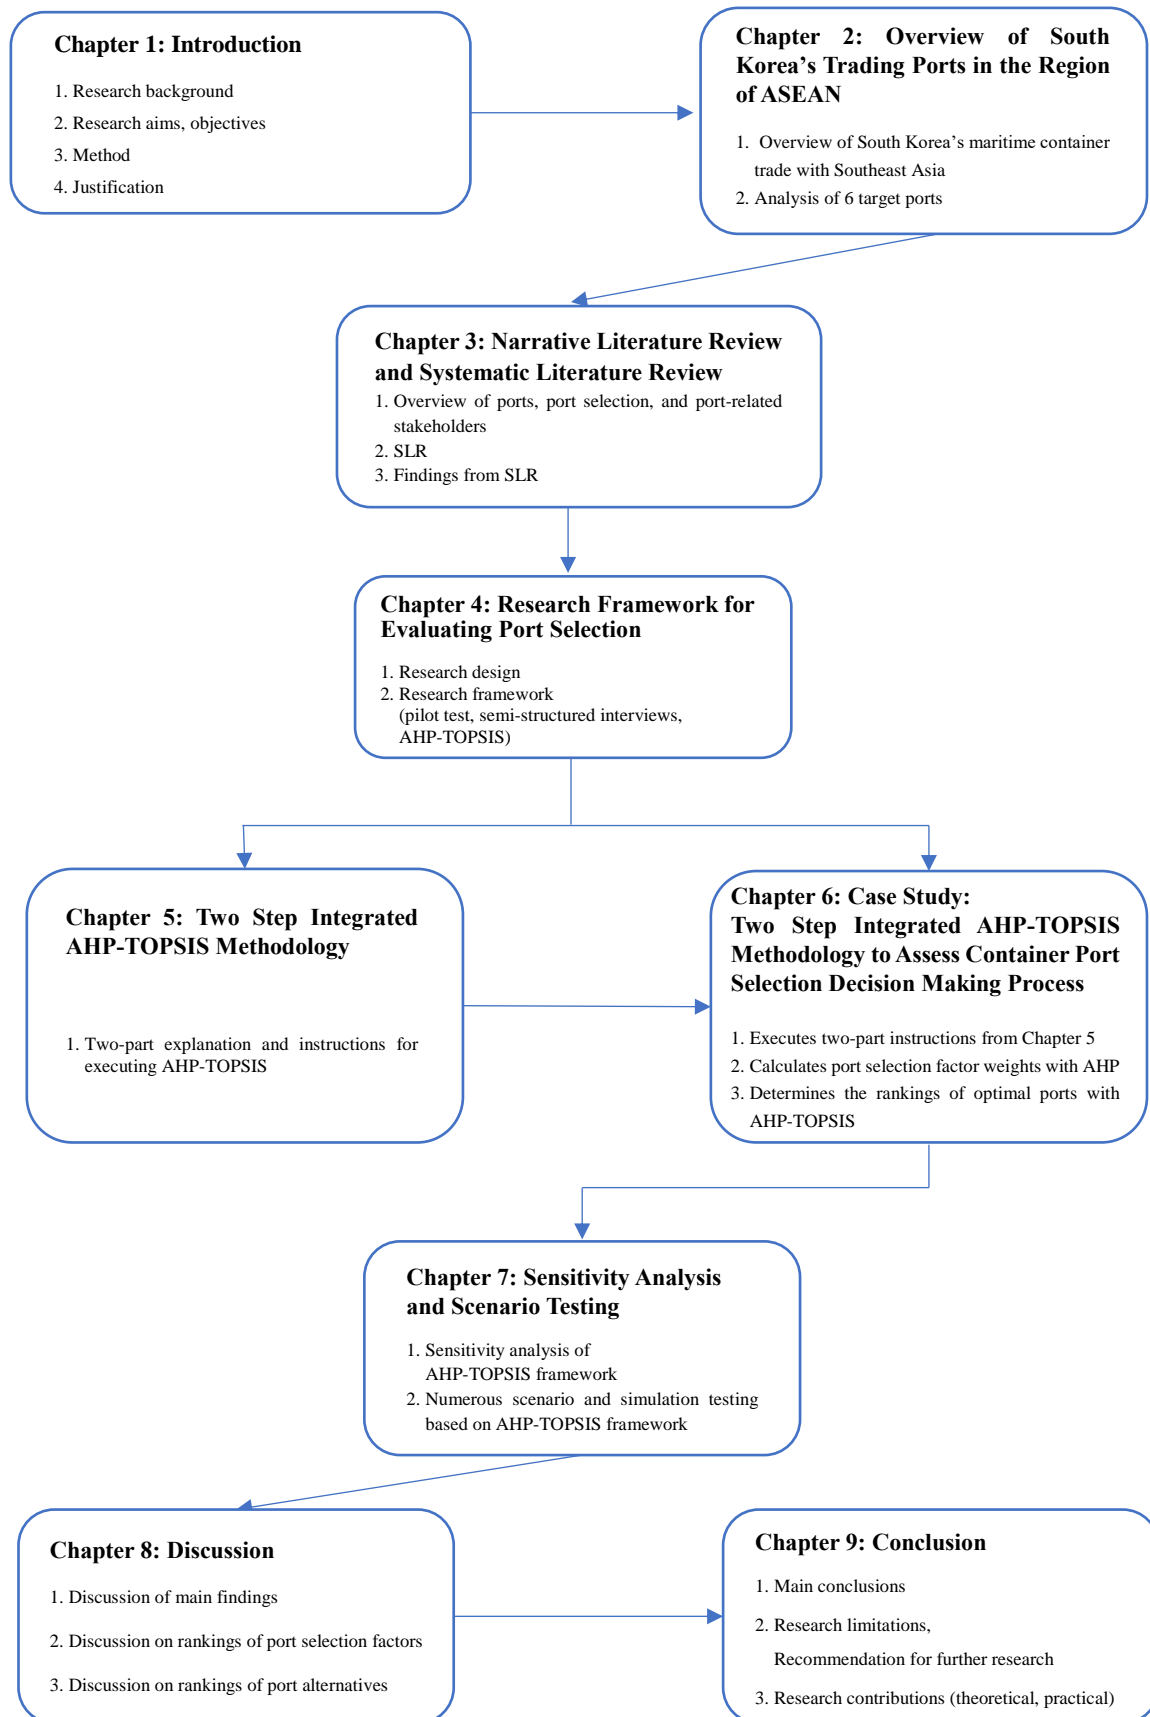 Chapter 1: Introduction
1. Research background
2. Research aims, objectives
3. Method
4. Justification
Chapter 2: Overview of South
Korea’s Trading Ports in the Region
of ASEAN
1. Overview of South Korea’s maritime container
trade with Southeast Asia
2. Analysis of 6 target ports
Chapter 3: Narrative Literature Review
and Systematic Literature Review
1. Overview of ports, port selection, and port-related
stakeholders
2. SLR
3. Findings from SLR
Chapter 4: Research Framework for
Evaluating Port Selection
1. Research design
2. Research framework
(pilot test, semi-structured interviews,
AHP-TOPSIS)
Chapter 5: Two Step Integrated
AHP-TOPSIS Methodology
1. Two-part explanation and instructions for
executing AHP-TOPSIS
Chapter 6: Case Study:
Two Step Integrated AHP-TOPSIS
Methodology to Assess Container Port
Selection Decision Making Process
1. Executes two-part instructions from Chapter 5
2. Calculates port selection factor weights with AHP
3. Determines the rankings of optimal ports with
AHP-TOPSIS
Chapter 7: Sensitivity Analysis
and Scenario Testing
1. Sensitivity analysis of
AHP-TOPSIS framework
2. Numerous scenario and simulation testing
based on AHP-TOPSIS framework
Chapter 8: Discussion
1. Discussion of main findings
2. Discussion on rankings of port selection factors
3. Discussion on rankings of port alternatives
Chapter 9: Conclusion
1. Main conclusions
2. Research limitations,
Recommendation for further research
3. Research contributions (theoretical, practical)